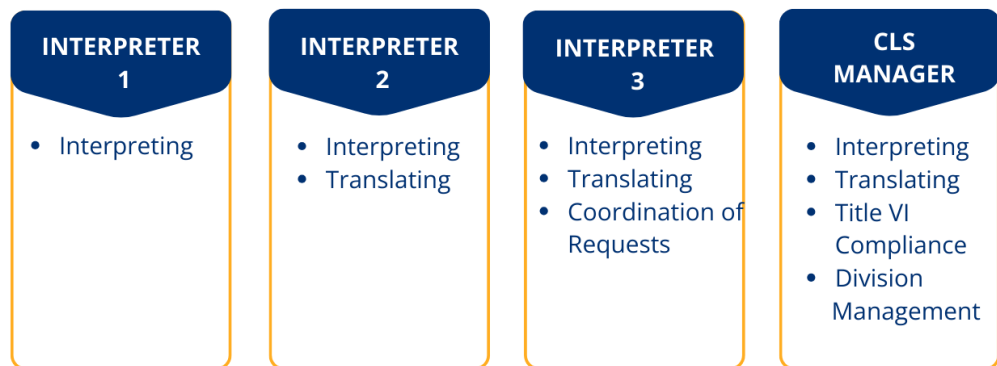 INTERPRETER
1
• Interpreting
INTERPRETER
2
• Interpreting
• Translating
INTERPRETER
3
• Interpreting
• Translating
• Coordination of
Requests
CLS
MANAGER
• Interpreting
• Translating
• Title VI
Compliance
• Division
Management